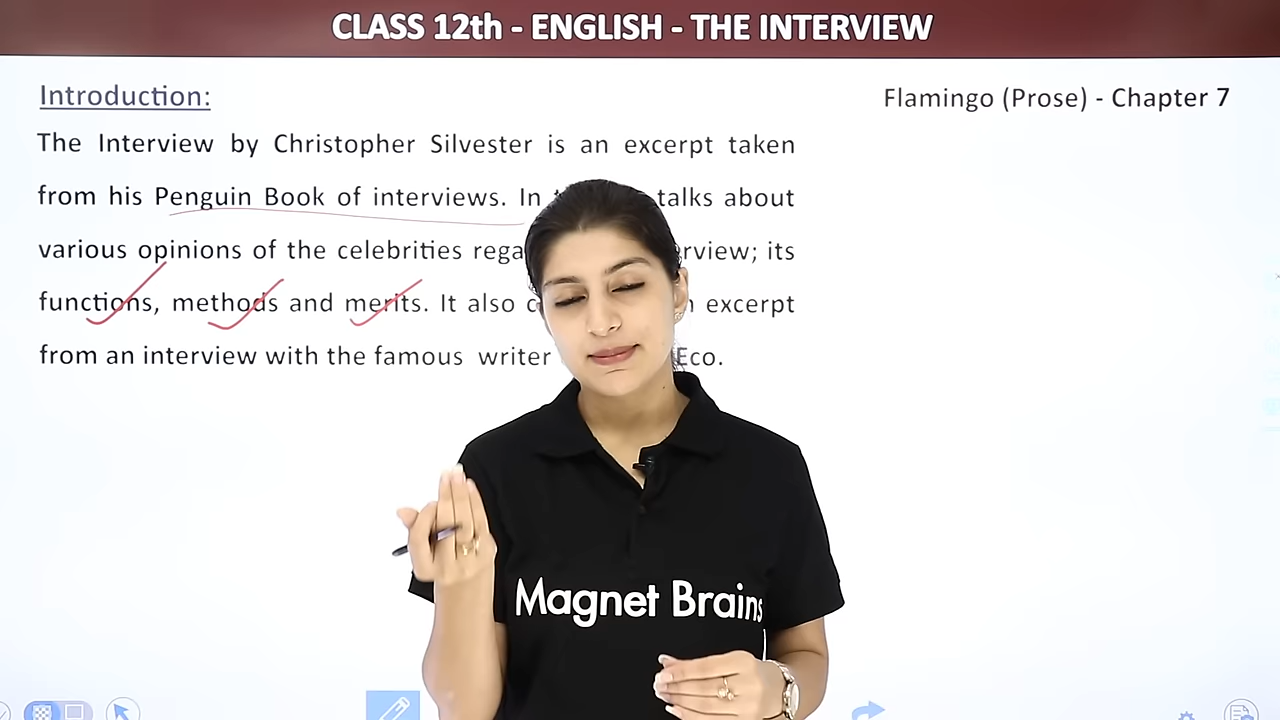 CLASS 12th - ENGLISH - THE INTERVIEW
Introduction:
Flamingo (Prose) - Chapter 7
The Interview by Christopher Silvester is an excerpt taken
from his Penguin Book of interviews. In talks about
various opinions of the celebrities its
functions, methods and merits. It also excerpt
from an interview with the famous writer Eco.
Magnet Brains